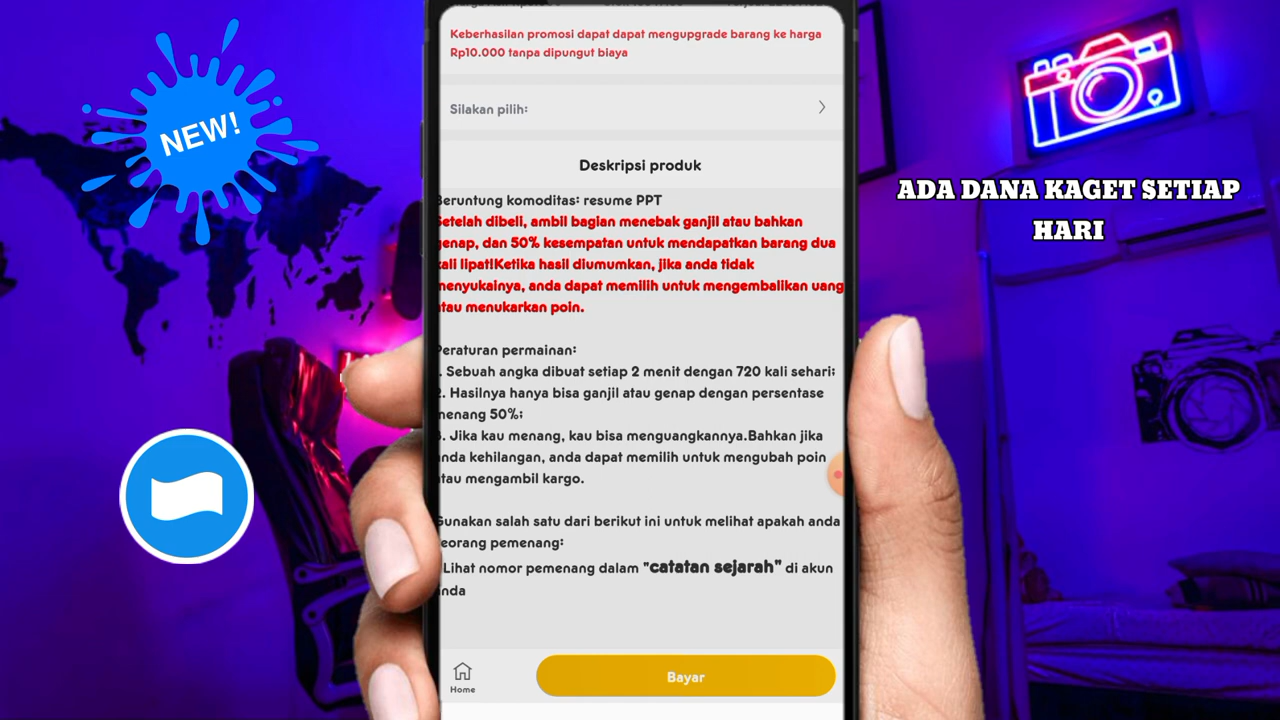 Keberhasilan promosi dapat dapat mengupgrade barang ke harga
Rp10.000 tanpa dipungut biaya
Silakan pilih:
Deskripsi produk
Beruntung komoditas: resume PPT
Setelah dibeli, ambil bagian menebak ganjil atau bahkan
genap, dan 50% kesempatan untuk mendapatkan barang dua
kali lipat!Ketika hasil diumumkan, jika anda tidak
menyukainya, anda dapat memilih untuk mengembalikan uang
atau menukarkan poin.
Peraturan permainan:
1. Sebuah angka dibuat setiap 2 menit dengan 720 kali sehari;
2. Hasilnya hanya bisa ganjil atau genap dengan persentase
menang 50%;
3. Jika kau menang, kau bisa menguangkannya.Bahkan jika
anda kehilangan, anda dapat memilih untuk mengubah poin
atau mengambil kargo.
Gunakan salah satu dari berikut ini untuk melihat apakah anda
seorang pemenang:
Lihat nomor pemenang dalam "catatan sejarah" di akun
anda
Home
Bayar
NEW!
ADA DANA KAGET SETIAP
HARI